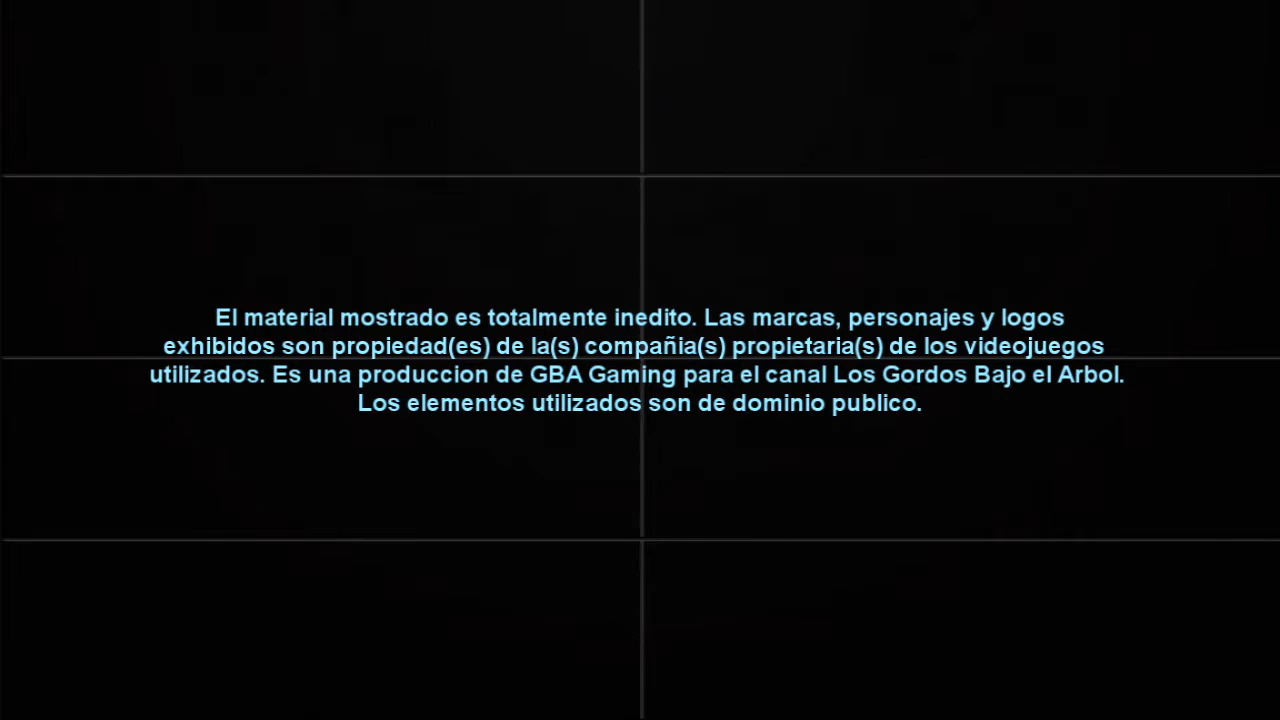 El material mostrado es totalmente inedito. Las marcas, personajes y logos
exhibidos son propiedad(es) de la(s) compañia(s) propietaria(s) de los videojuegos
utilizados. Es una produccion de GBA Gaming para el canal Los Gordos Bajo el Arbol.
Los elementos utilizados son de dominio publico.